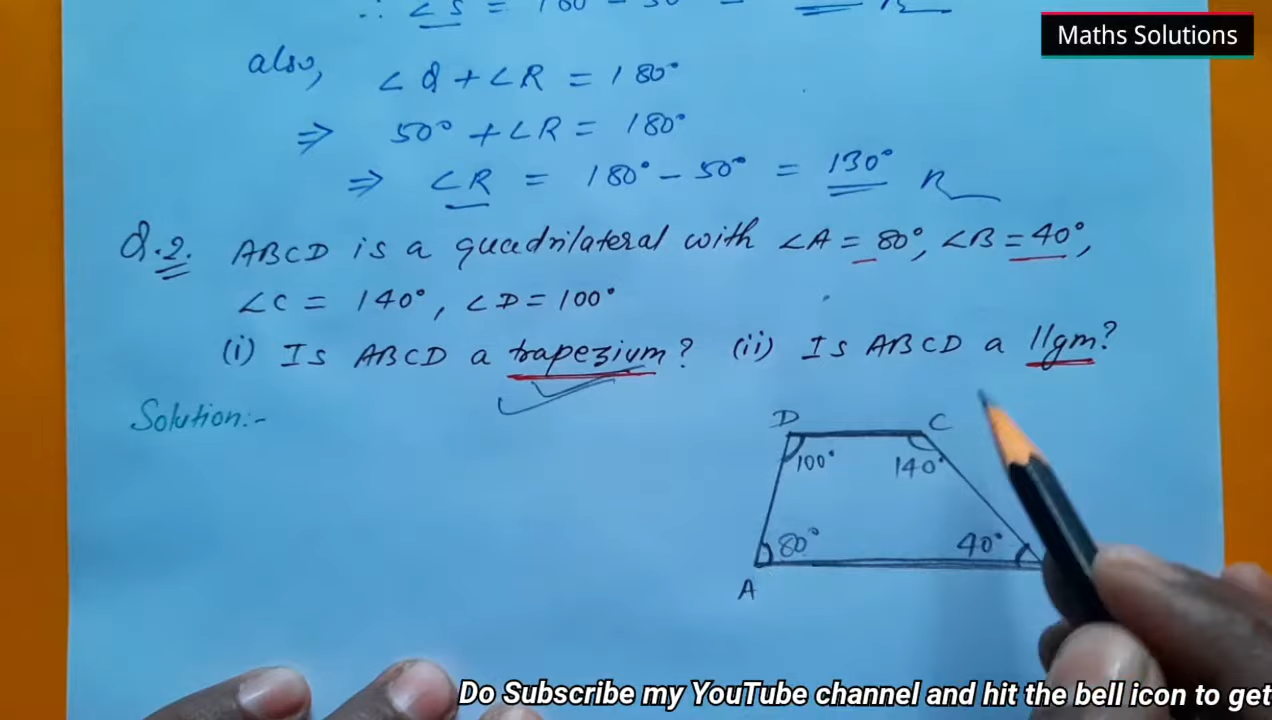 Maths Solutions
also, ∠Q + ∠R = 180°
⇒ 50° + ∠R = 180°
⇒ ∠R = 180° - 50° = 130°
Q.2. ABCD is a quadrilateral with ∠A = 80°, ∠B = 40°,
∠C = 140°, ∠D = 100°
(i) Is ABCD a trapezium? (ii) Is ABCD a ||gm?
Solution:-
D C
100° 140°
80° 40°
A
Do Subscribe my YouTube channel and hit the bell icon to get